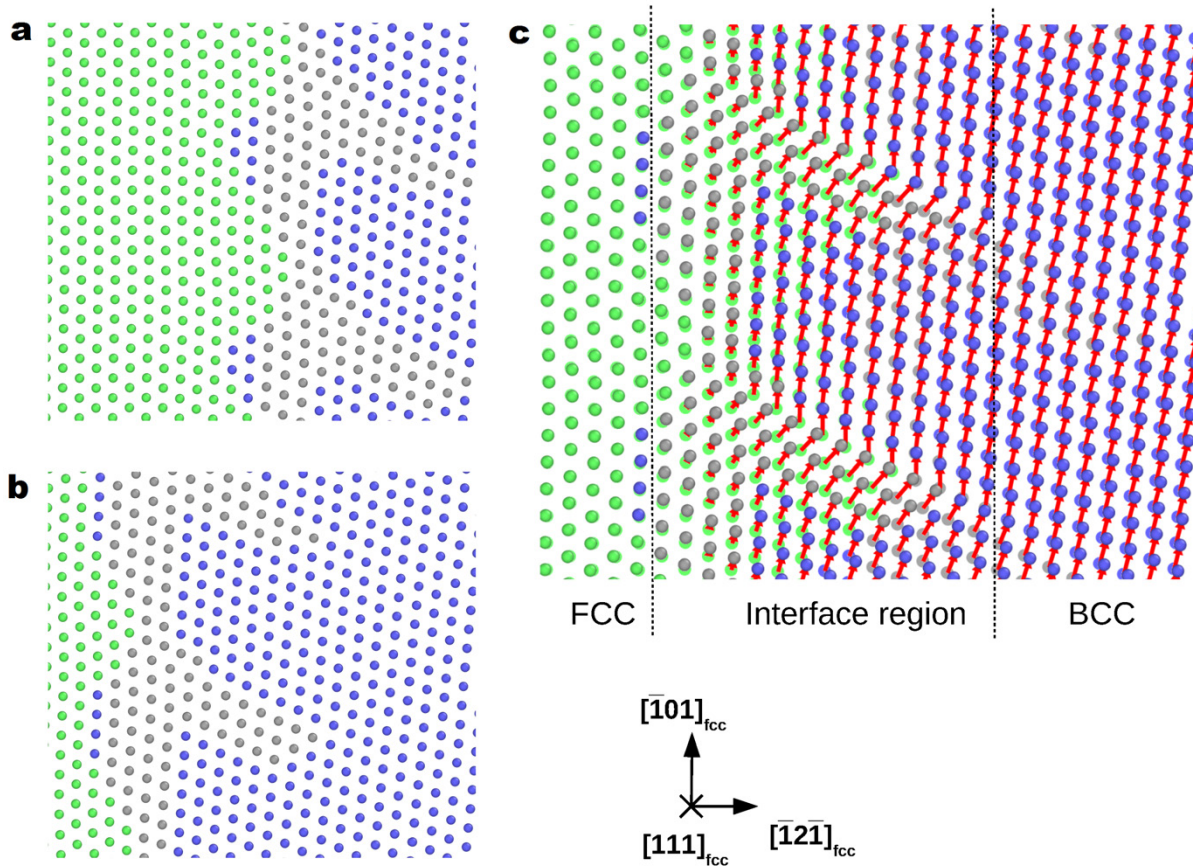 a
b
c
FCC Interface region BCC
[1̅01]fcc
[111]fcc
[1̅21̅]fcc